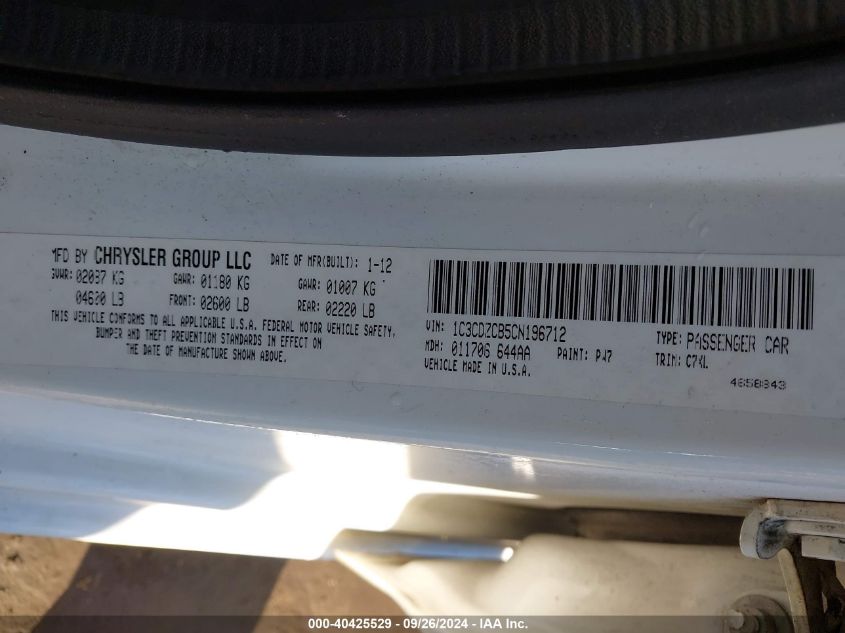 MFD BY CHRYSLER GROUP LLC DATE OF MFR(BUILT): 1-12
GVWR: 02087 KG GAWR: 01180 KG GAWR: 01007 KG
04600 LB FRONT: 02600 LB REAR: 02220 LB
THIS VEHICLE CONFORMS TO ALL APPLICABLE U.S.A. FEDERAL MOTOR VEHICLE SAFETY,
BUMPER AND THEFT PREVENTION STANDARDS IN EFFECT ON
THE DATE OF MANUFACTURE SHOWN ABOVE.
VIN: 1C3CDZCB5CN196712 TYPE: PASSENGER CAR
MDH: 011706 644AA PAINT: PW7 TRIM: C7XL
VEHICLE MADE IN U.S.A.
4658843
000-40425529 - 09/26/2024 - IAA Inc.